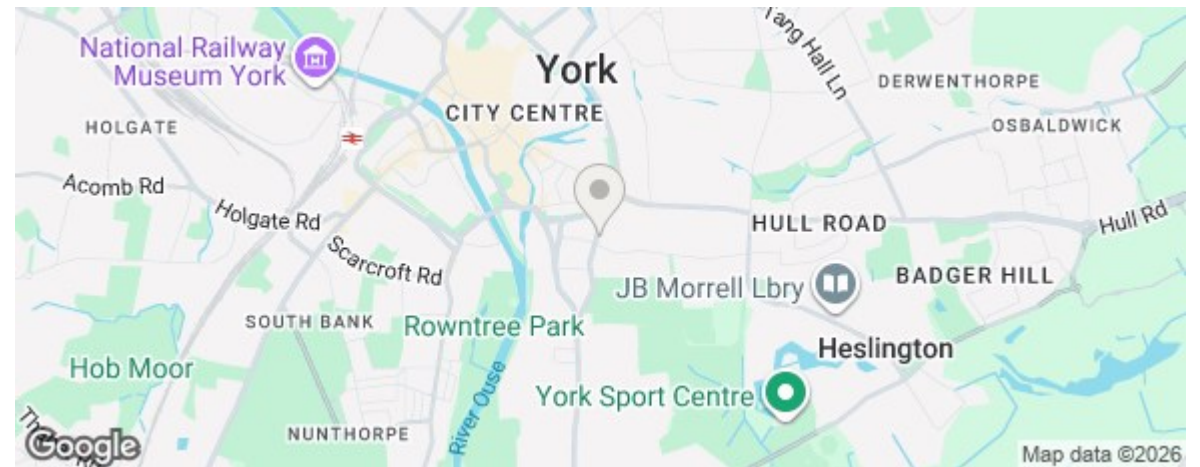 National Railway
Museum York
York
CITY CENTRE
Tang Hall Ln
DERWENTHORPE
OSBALDWICK
HOLGATE
Acomb Rd
Holgate Rd
Scarcroft Rd
HULL ROAD
Hull Rd
BADGER HILL
JB Morrell Lbry
SOUTH BANK
Rowntree Park
Heslington
Hob Moor
York Sport Centre
River Ouse
NUNTHORPE
Google
Map data ©2026